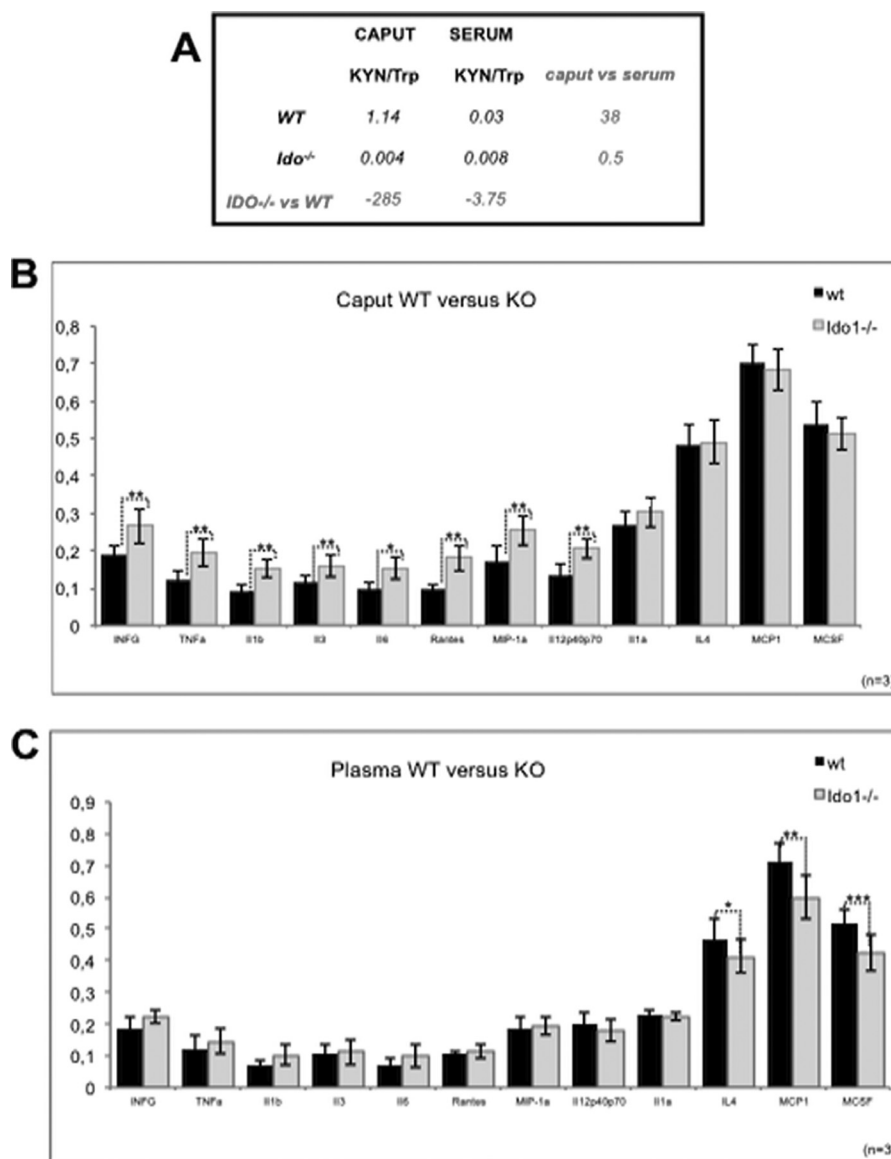 A
CAPUT SERUM
KYN/Trp KYN/Trp caput vs serum
WT 1.14 0.03 38
Ido-/- 0.004 0.008 0.5
IDO-/- vs WT -285 -3.75
B
Caput WT versus KO
wt
Ido1-/-
0,8
0,7
0,6
0,5
0,4
0,3
0,2
0,1
0
** ** ** ** * ** ** **
INFG TNFa Il1b Il3 Il6 Rantes MIP-1a Il12p40p70 Il1a IL4 MCP1 MCSF
(n=3)
C
Plasma WT versus KO
wt
Ido1-/-
0,9
0,8
0,7
0,6
0,5
0,4
0,3
0,2
0,1
0
* ** ***
INFG TNFa Il1b Il3 Il6 Rantes MIP-1a Il12p40p70 Il1a IL4 MCP1 MCSF
(n=3